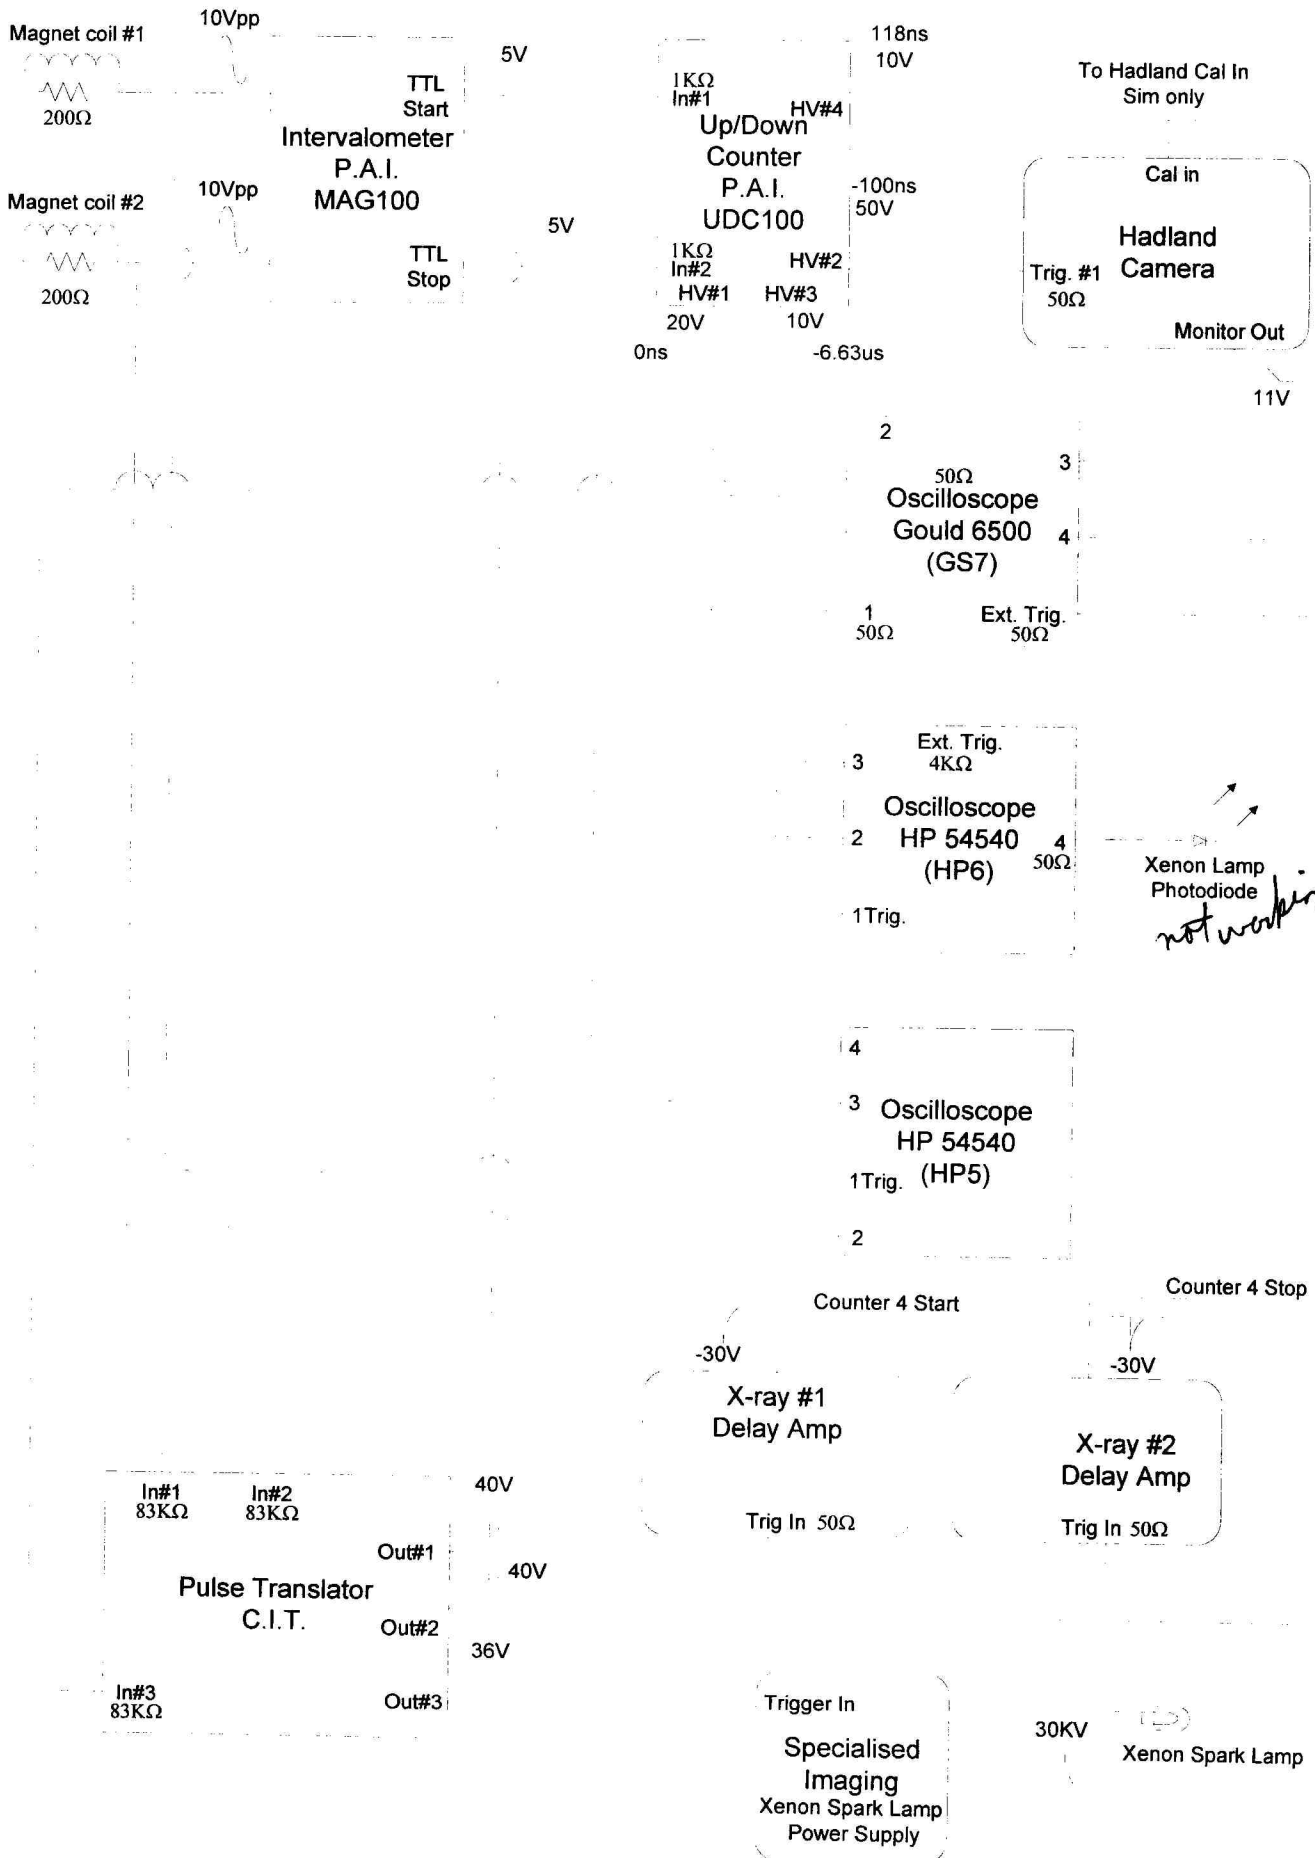 Magnet coil #1
200Ω
10Vpp
TTL
Start
5V
Intervalometer
P.A.I.
MAG100
Magnet coil #2
200Ω
10Vpp
TTL
Stop
5V
118ns
10V
1KΩ
In#1
HV#4
Up/Down
Counter
P.A.I.
UDC100
-100ns
50V
1KΩ
In#2
HV#2
HV#1
HV#3
20V
10V
0ns
-6.63us
To Hadland Cal In
Sim only
Cal in
Hadland
Camera
Trig. #1
50Ω
Monitor Out
11V
2
3
50Ω
Oscilloscope
Gould 6500
(GS7)
4
1
50Ω
Ext. Trig.
50Ω
Ext. Trig.
4KΩ
3
Oscilloscope
HP 54540
(HP6)
2
4
50Ω
1Trig.
Xenon Lamp
Photodiode
not workin
4
3
Oscilloscope
HP 54540
(HP5)
1Trig.
2
Counter 4 Start
Counter 4 Stop
-30V
-30V
X-ray #1
Delay Amp
Trig In 50Ω
X-ray #2
Delay Amp
Trig In 50Ω
In#1
83KΩ
In#2
83KΩ
40V
Out#1
40V
Pulse Translator
C.I.T.
Out#2
36V
In#3
83KΩ
Out#3
Trigger In
Specialised
Imaging
Xenon Spark Lamp
Power Supply
30KV
Xenon Spark Lamp